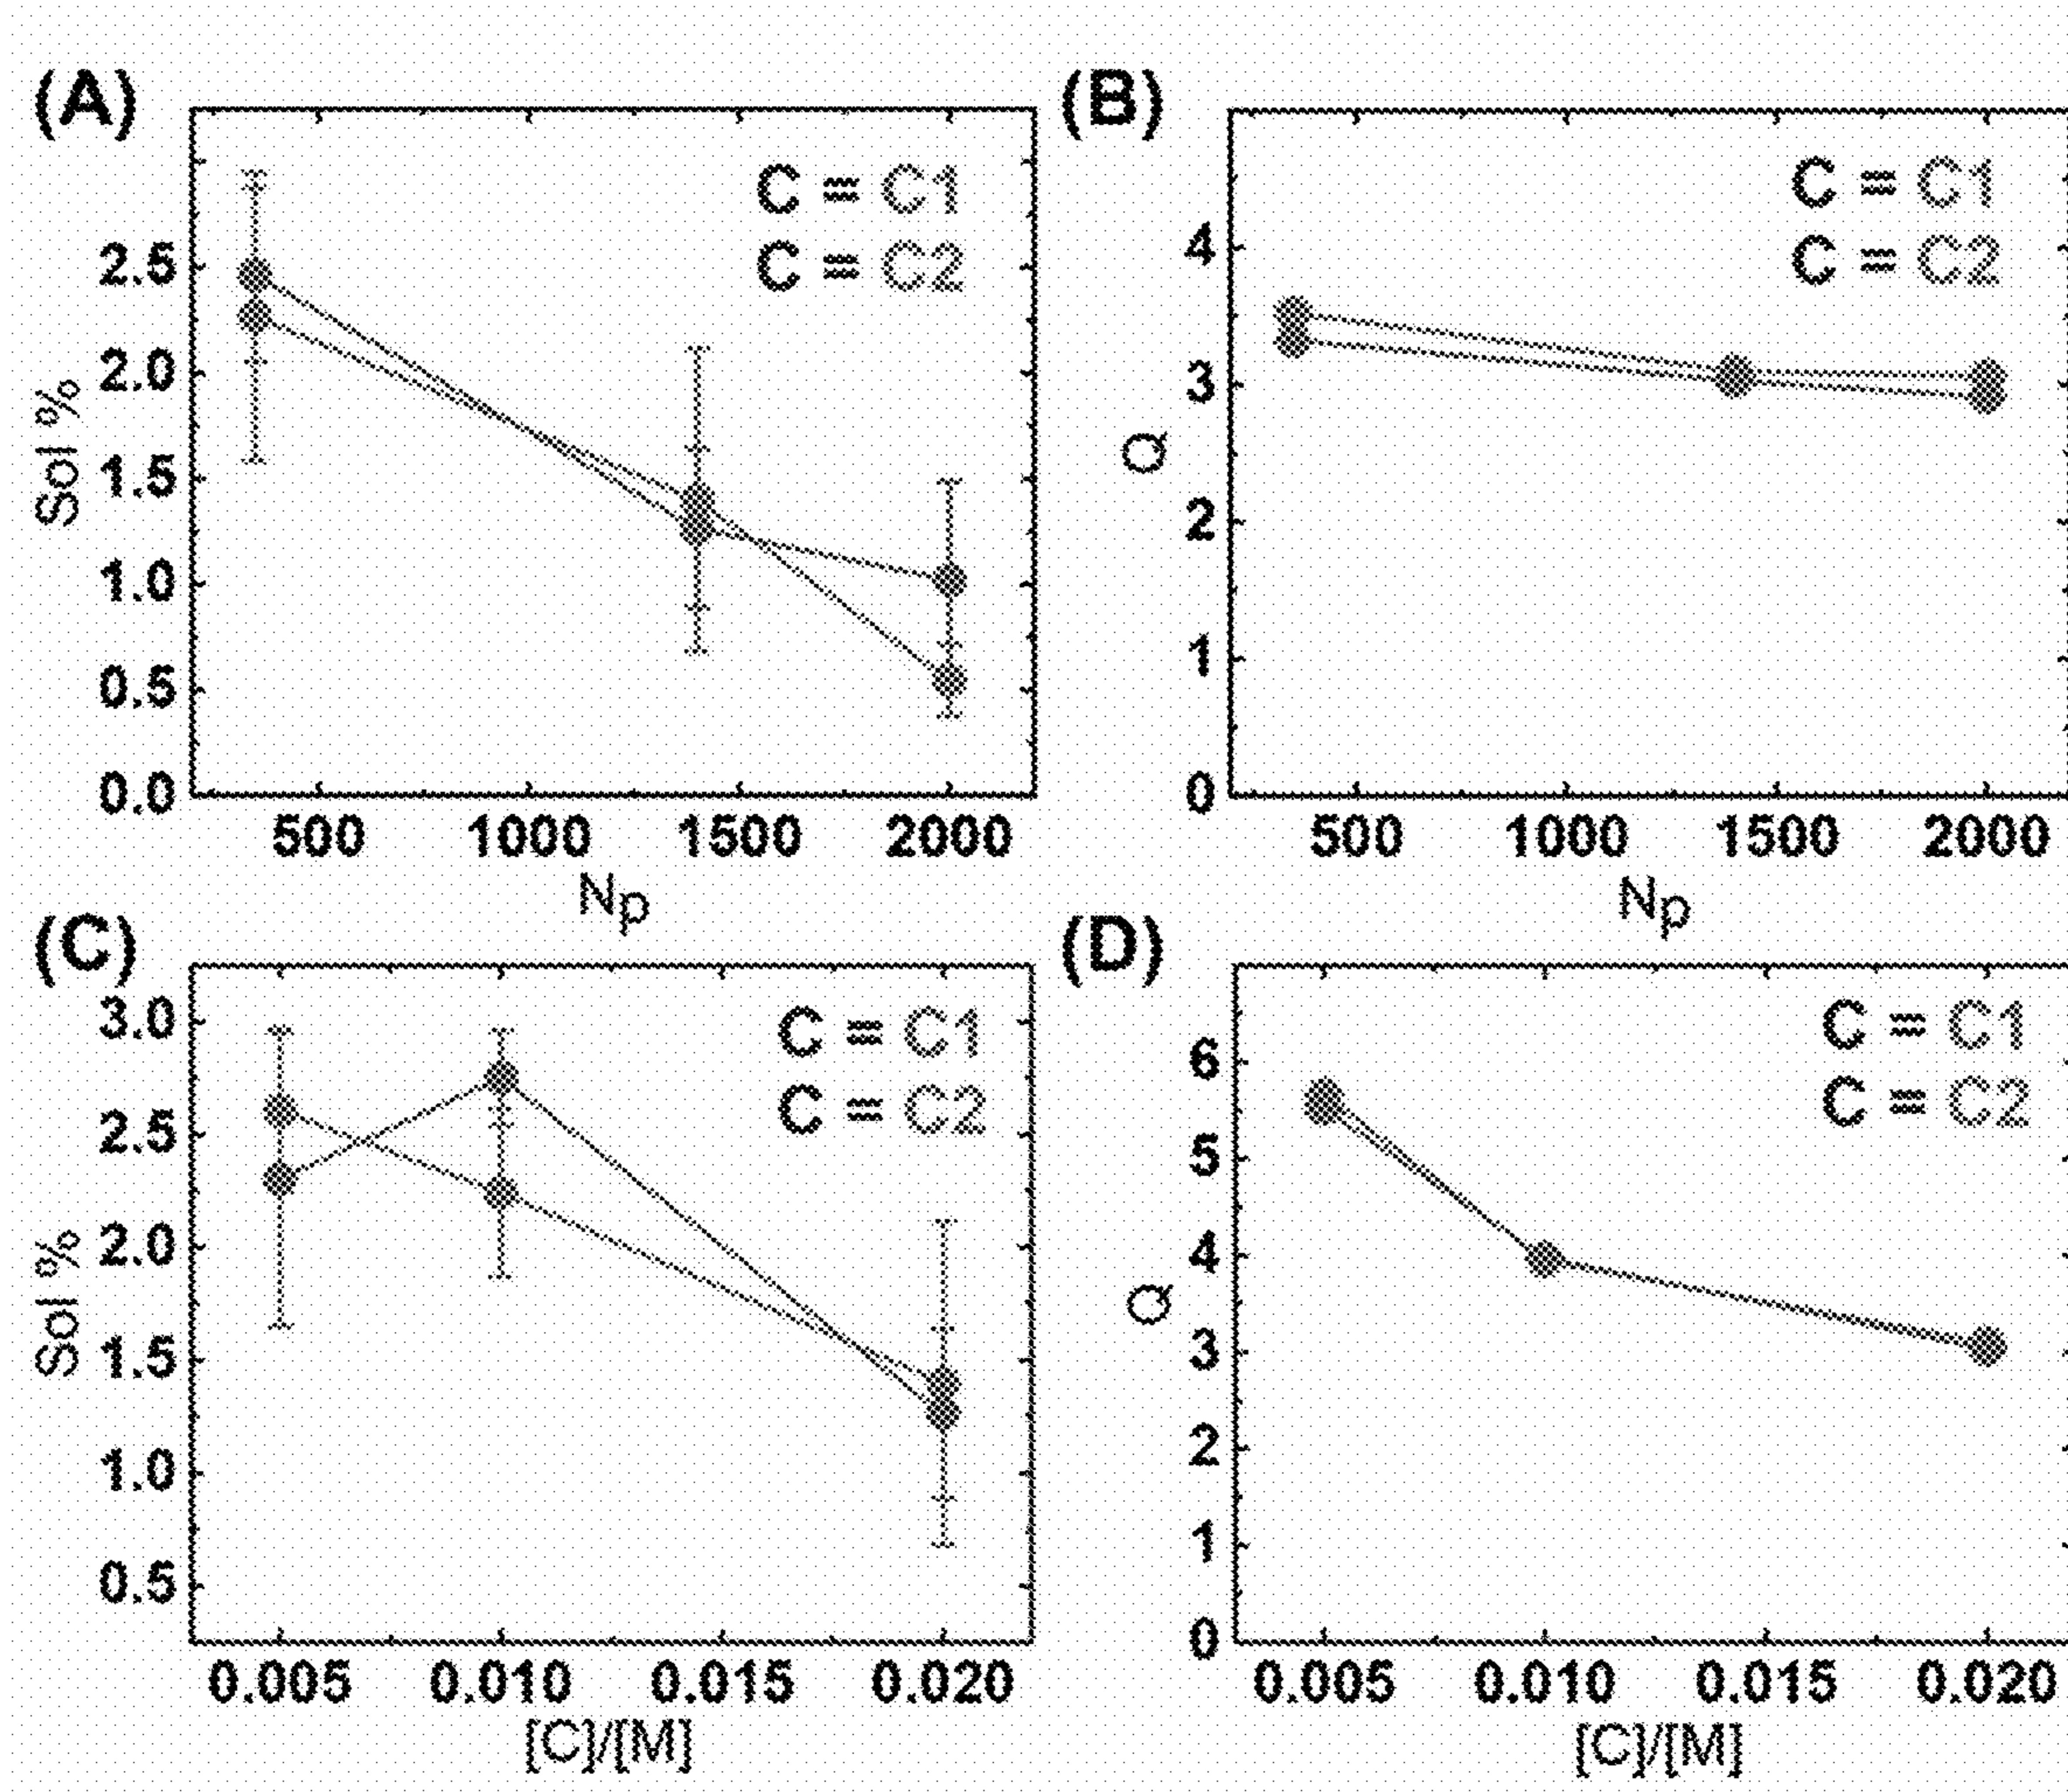 (A)
C = C1
C = C2
Sol %
2.5
2.0
1.5
1.0
0.5
0.0
500 1000 1500 2000
Np
(B)
C = C1
C = C2
Q
4
3
2
1
0
500 1000 1500 2000
Np
(C)
C = C1
C = C2
Sol %
3.0
2.5
2.0
1.5
1.0
0.5
0.005 0.010 0.015 0.020
[C]/[M]
(D)
C = C1
C = C2
Q
6
5
4
3
2
1
0
0.005 0.010 0.015 0.020
[C]/[M]